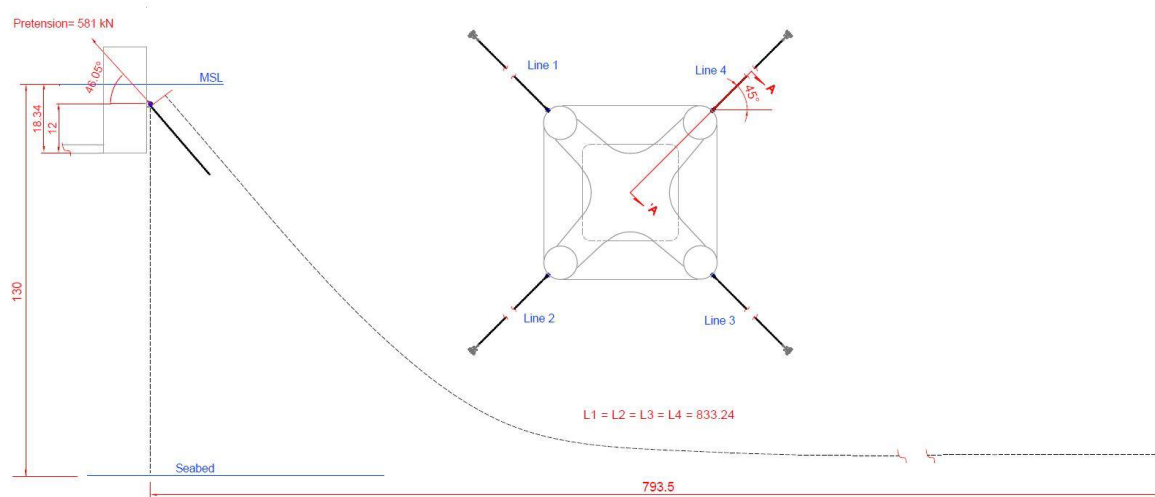 Pretension= 581 kN
46.05°
MSL
18.34
12
130
Seabed
793.5
Line 1
Line 4
A
45°
'A
Line 2
Line 3
L1 = L2 = L3 = L4 = 833.24